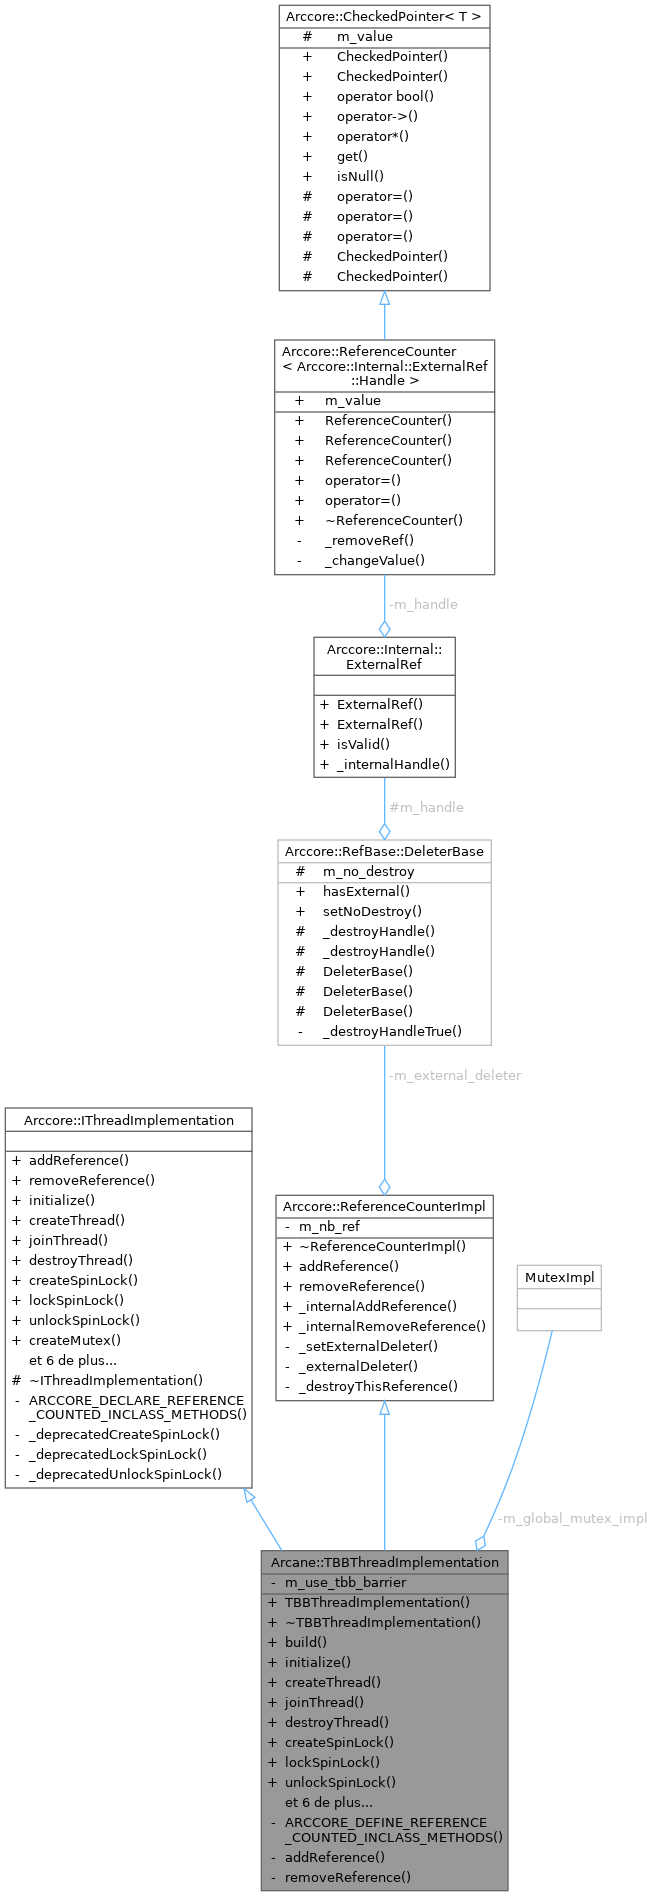 Arccore::CheckedPointer< T >
# m_value
+ CheckedPointer()
+ CheckedPointer()
+ operator bool()
+ operator->()
+ operator*()
+ get()
+ isNull()
# operator=()
# operator=()
# operator=()
# CheckedPointer()
# CheckedPointer()
Arccore::ReferenceCounter
< Arccore::Internal::ExternalRef
::Handle >
+ m_value
+ ReferenceCounter()
+ ReferenceCounter()
+ ReferenceCounter()
+ operator=()
+ operator=()
+ ~ReferenceCounter()
- _removeRef()
- _changeValue()
-m_handle
Arccore::Internal::
ExternalRef
+ ExternalRef()
+ ExternalRef()
+ isValid()
+ _internalHandle()
#m_handle
Arccore::RefBase::DeleterBase
# m_no_destroy
+ hasExternal()
+ setNoDestroy()
# _destroyHandle()
# _destroyHandle()
# DeleterBase()
# DeleterBase()
# DeleterBase()
- _destroyHandleTrue()
-m_external_deleter
Arccore::IThreadImplementation
+ addReference()
+ removeReference()
+ initialize()
+ createThread()
+ joinThread()
+ destroyThread()
+ createSpinLock()
+ lockSpinLock()
+ unlockSpinLock()
+ createMutex()
et 6 de plus...
# ~IThreadImplementation()
- ARCCORE_DECLARE_REFERENCE
_COUNTED_INCLASS_METHODS()
- _deprecatedCreateSpinLock()
- _deprecatedLockSpinLock()
- _deprecatedUnlockSpinLock()
Arccore::ReferenceCounterImpl
- m_nb_ref
+ ~ReferenceCounterImpl()
+ addReference()
+ removeReference()
+ _internalAddReference()
+ _internalRemoveReference()
- _setExternalDeleter()
- _externalDeleter()
- _destroyThisReference()
MutexImpl
-m_global_mutex_impl
Arcane::TBBThreadImplementation
- m_use_tbb_barrier
+ TBBThreadImplementation()
+ ~TBBThreadImplementation()
+ build()
+ initialize()
+ createThread()
+ joinThread()
+ destroyThread()
+ createSpinLock()
+ lockSpinLock()
+ unlockSpinLock()
et 6 de plus...
- ARCCORE_DEFINE_REFERENCE
_COUNTED_INCLASS_METHODS()
- addReference()
- removeReference()